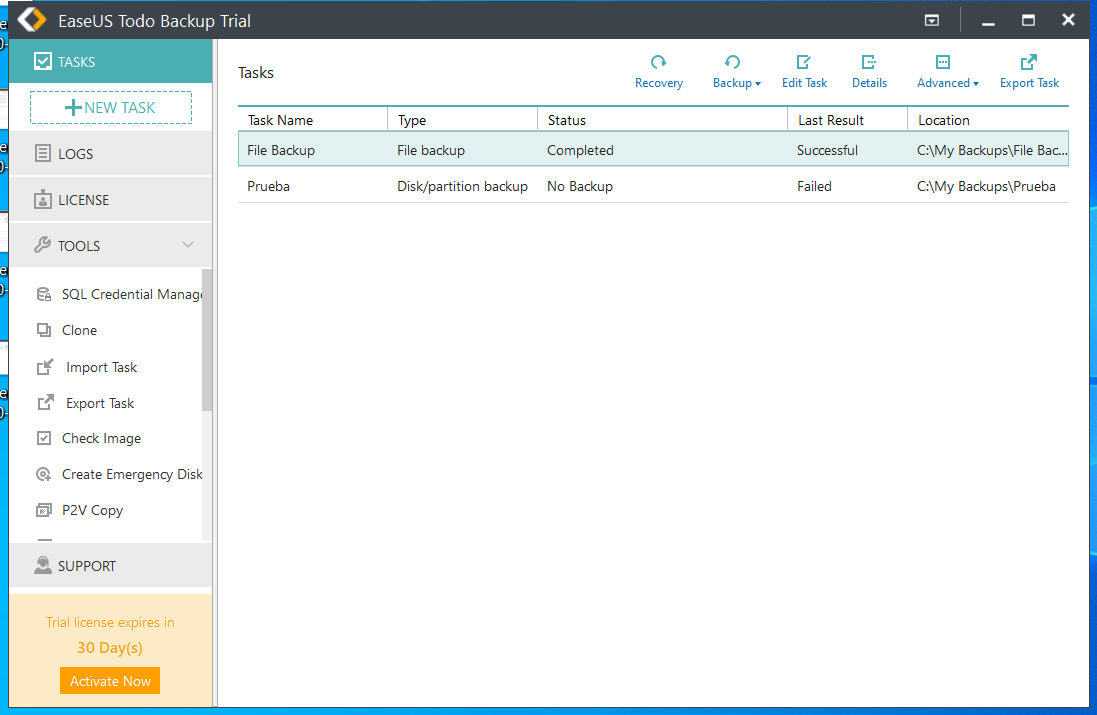 EaseUS Todo Backup Trial
TASKS
NEW TASK
LOGS
LICENSE
TOOLS
SQL Credential Manage
Clone
Import Task
Export Task
Check Image
Create Emergency Disk
P2V Copy
SUPPORT
Trial license expires in
30 Day(s)
Activate Now
Tasks
Recovery Backup Edit Task Details Advanced Export Task
Task Name Type Status Last Result Location
File Backup File backup Completed Successful C:\My Backups\File Bac...
Prueba Disk/partition backup No Backup Failed C:\My Backups\Prueba